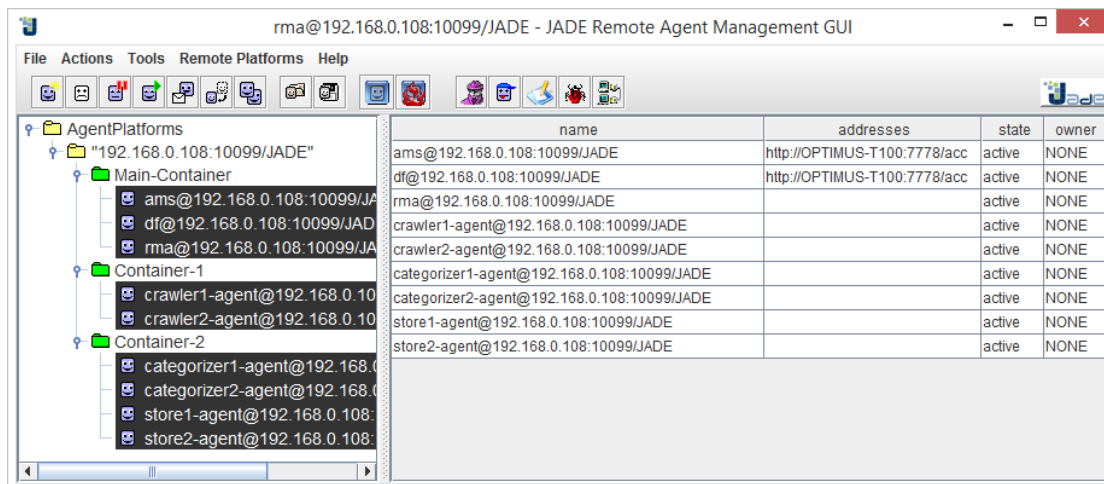 rma@192.168.0.108:10099/JADE - JADE Remote Agent Management GUI
File Actions Tools Remote Platforms Help
Jade
AgentPlatforms
"192.168.0.108:10099/JADE"
Main-Container
ams@192.168.0.108:10099/JA
df@192.168.0.108:10099/JAD
rma@192.168.0.108:10099/JA
Container-1
crawler1-agent@192.168.0.10
crawler2-agent@192.168.0.10
Container-2
categorizer1-agent@192.168.0
categorizer2-agent@192.168.0
store1-agent@192.168.0.108:
store2-agent@192.168.0.108:
name addresses state owner
ams@192.168.0.108:10099/JADE http://OPTIMUS-T100:7778/acc active NONE
df@192.168.0.108:10099/JADE http://OPTIMUS-T100:7778/acc active NONE
rma@192.168.0.108:10099/JADE active NONE
crawler1-agent@192.168.0.108:10099/JADE active NONE
crawler2-agent@192.168.0.108:10099/JADE active NONE
categorizer1-agent@192.168.0.108:10099/JADE active NONE
categorizer2-agent@192.168.0.108:10099/JADE active NONE
store1-agent@192.168.0.108:10099/JADE active NONE
store2-agent@192.168.0.108:10099/JADE active NONE